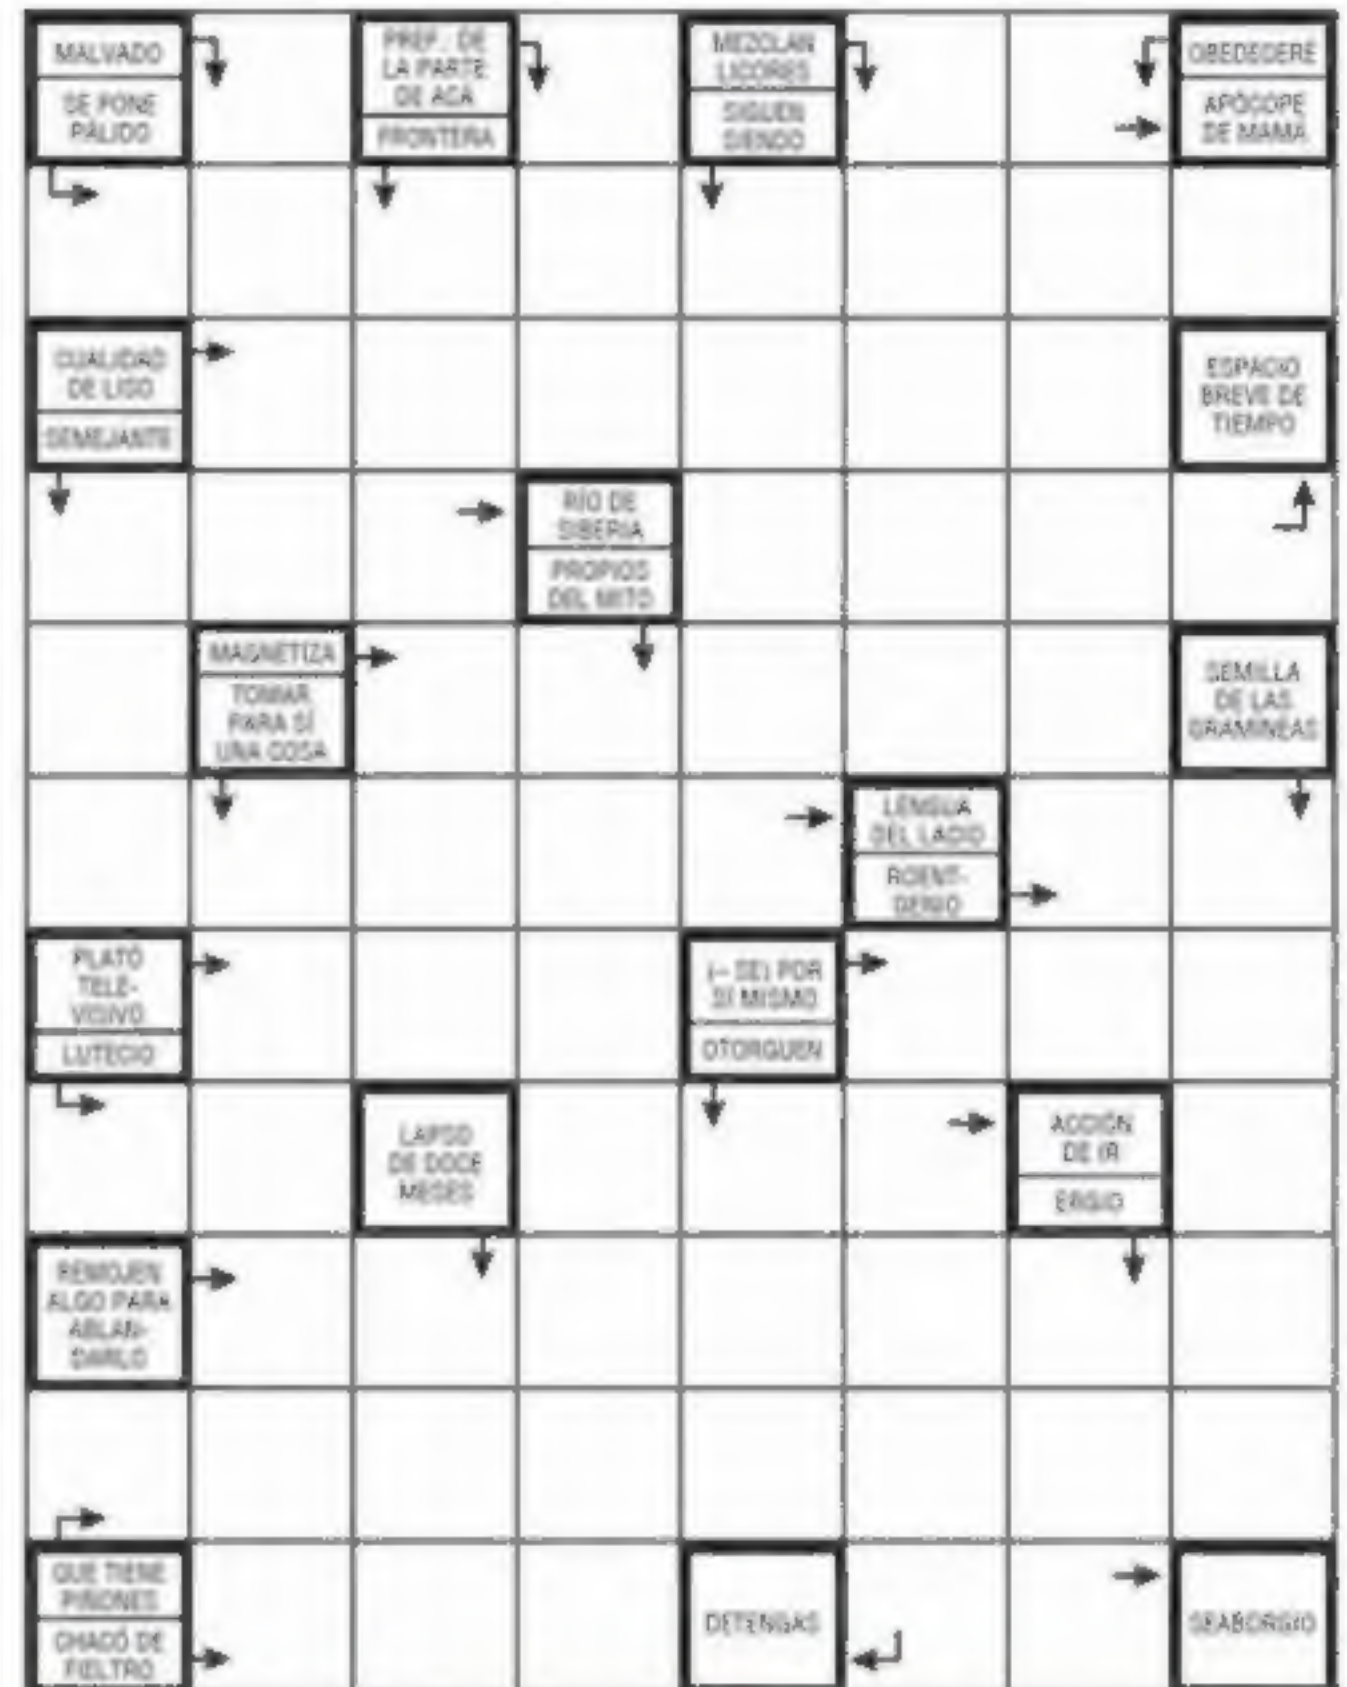 MALVADO
SE PONE
PÁLIDO
PREF.: DE
LA PARTE
DE ACÁ
FRONTERA
MEZCLAN
LICORES
SIGUEN
SIENDO
OBEDEDERÉ
APÓCOPE
DE MAMÁ
CUALIDAD
DE LISO
SEMEJANTE
ESPACIO
BREVE DE
TIEMPO
RÍO DE
SIBERIA
PROPIOS
DEL MITO
MAGNETIZA
TOMAR
PARA SÍ
UNA COSA
SEMILLA
DE LAS
GRAMÍNEAS
LENGUA
DEL LACIO
ROENT-
GENIO
PLATÓ
TELE-
VISIVO
LUTECIO
(– SE) POR
SÍ MISMO
OTORGUEN
LAPSO
DE DOCE
MESES
ACCIÓN
DE IR
ERGIO
REMOJEN
ALGO PARA
ABLAN-
DARLO
QUE TIENE
PIÑONES
CHACÓ DE
FIELTRO
DETENGAS
SEABORGIO